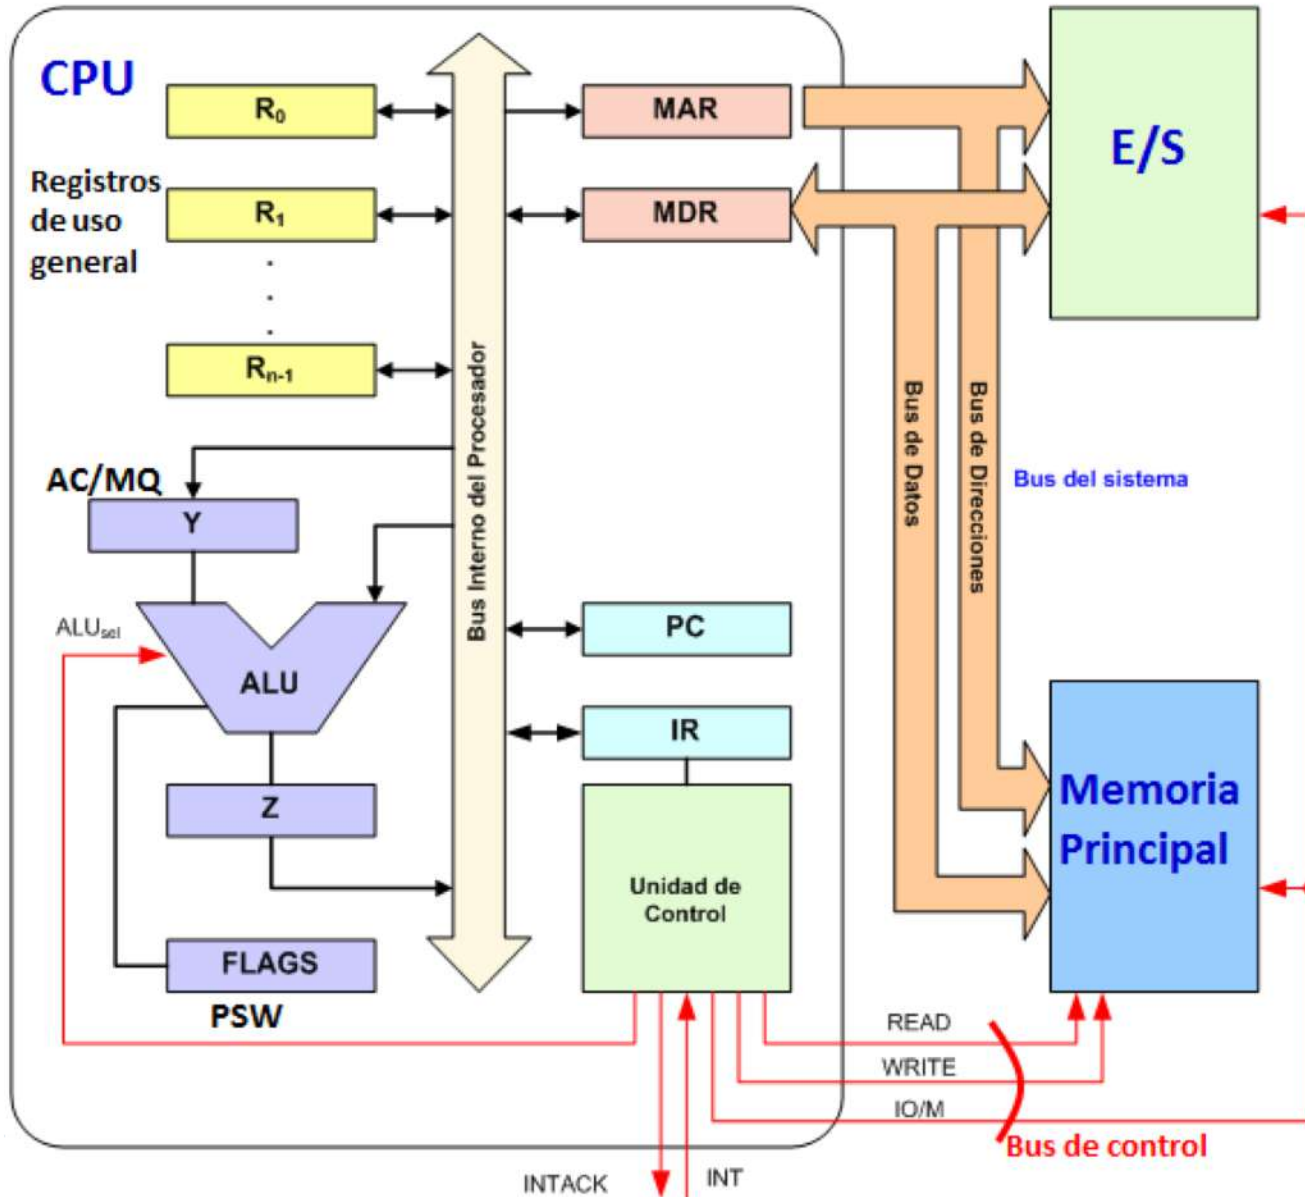 CPU
R0
MAR
E/S
Registros
de uso
general
R1
MDR
.
.
.
Rn-1
Bus Interno del Procesador
Bus de Datos
Bus de Direcciones
Bus del sistema
AC/MQ
Y
ALUsel
ALU
PC
IR
Z
Unidad de
Control
Memoria
Principal
FLAGS
PSW
READ
WRITE
IO/M
Bus de control
INTACK
INT